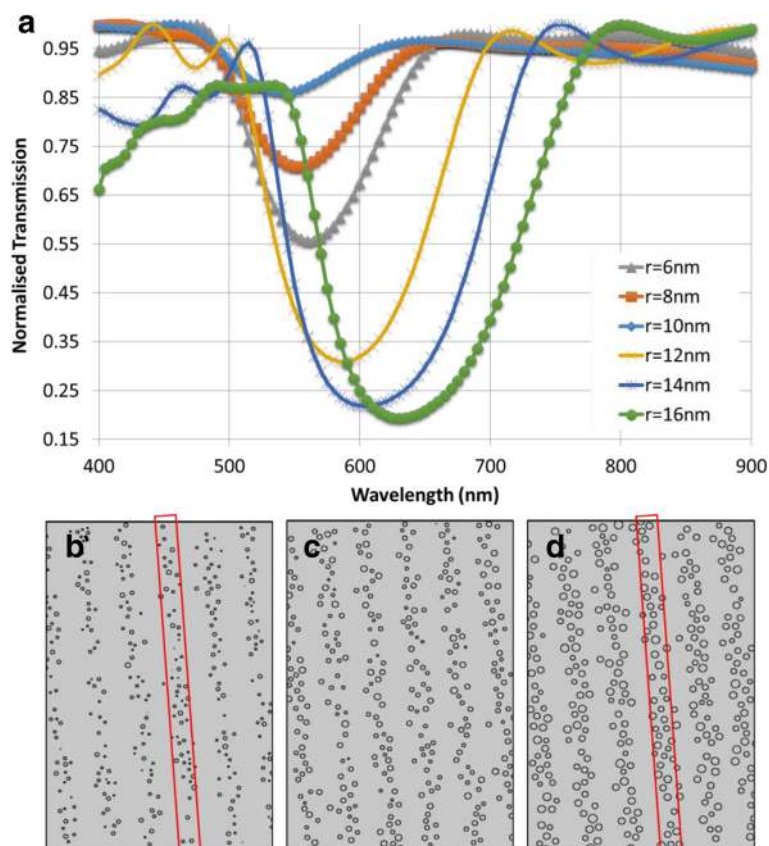 a
0.95
0.85
0.75
0.65
0.55
0.45
0.35
0.25
0.15
Normalised Transmission
400 500 600 700 800 900
Wavelength (nm)
r=6nm
r=8nm
r=10nm
r=12nm
r=14nm
r=16nm
b c d